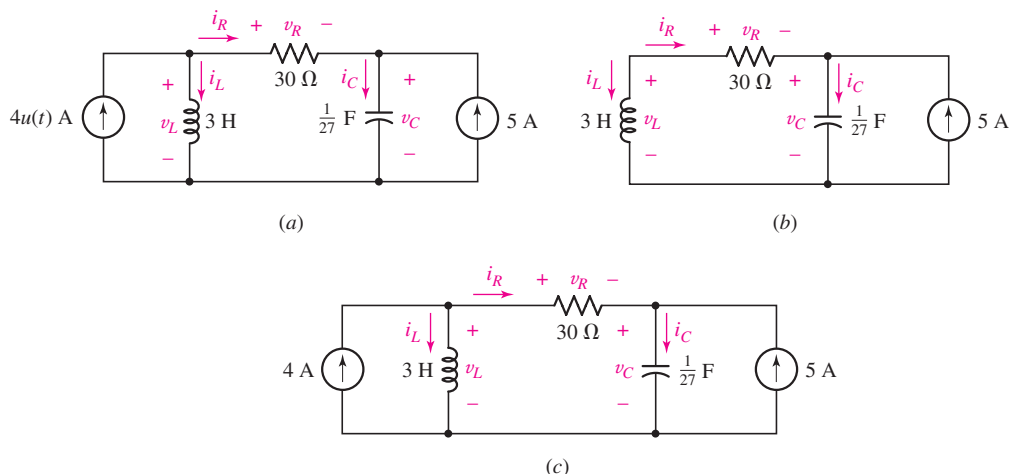 i_R + v_R −
30 Ω
4u(t) A
+ i_L
v_L 3 H
−
i_C +
1/27 F v_C
−
5 A
(a)
i_R + v_R −
30 Ω
i_L +
3 H v_L
−
+ i_C
v_C 1/27 F
−
5 A
(b)
i_R + v_R −
30 Ω
4 A
i_L +
3 H v_L
−
+ i_C
v_C 1/27 F
−
5 A
(c)